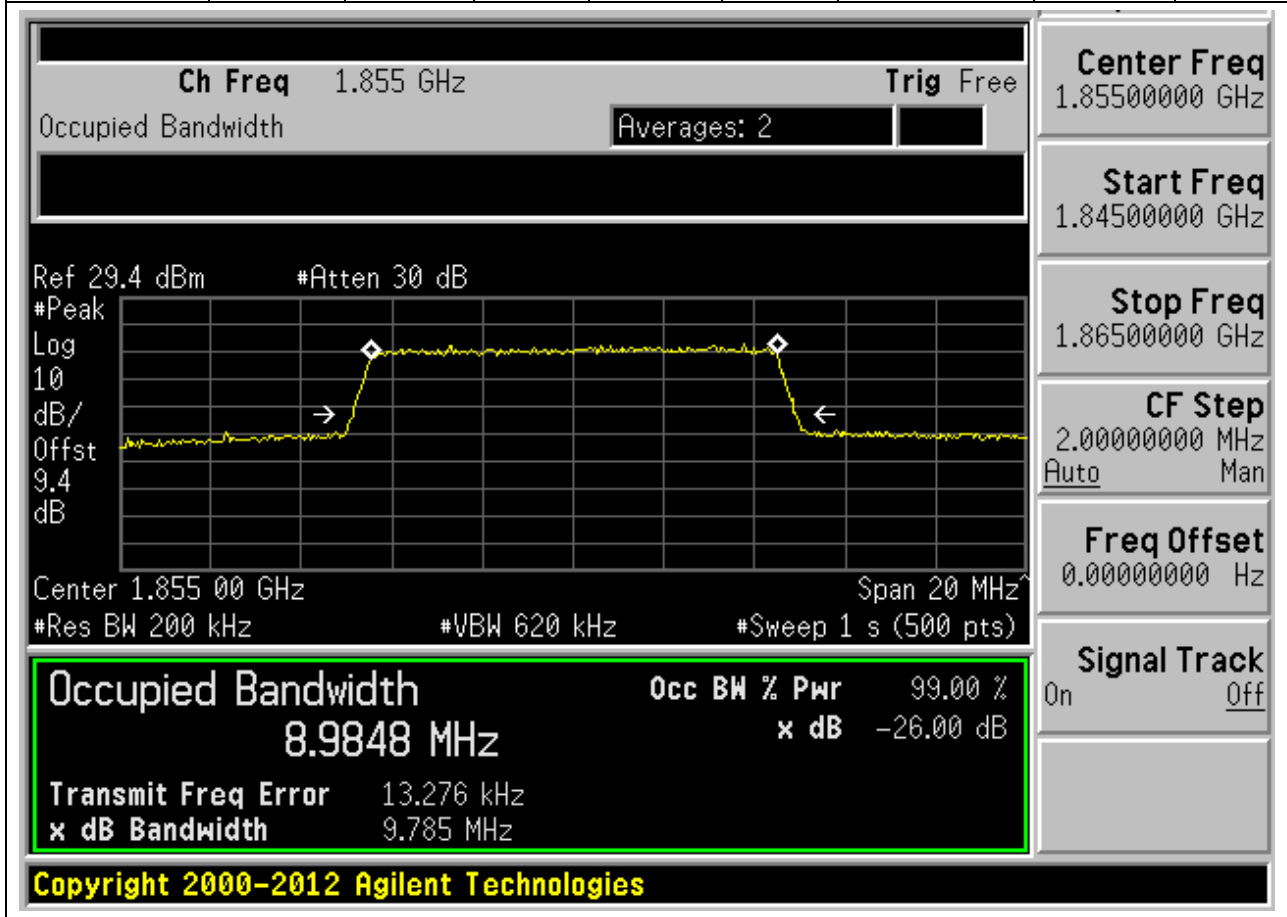 Ch Freq 1.855 GHz Trig Free
Occupied Bandwidth Averages: 2
Ref 29.4 dBm #Atten 30 dB
#Peak
Log
10
dB/
Offst
9.4
dB
Center 1.855 00 GHz Span 20 MHz^
#Res BW 200 kHz #VBW 620 kHz #Sweep 1 s (500 pts)
Occupied Bandwidth
8.9848 MHz
Occ BW % Pwr 99.00 %
x dB -26.00 dB
Transmit Freq Error 13.276 kHz
x dB Bandwidth 9.785 MHz
Copyright 2000-2012 Agilent Technologies
Center Freq
1.85500000 GHz
Start Freq
1.84500000 GHz
Stop Freq
1.86500000 GHz
CF Step
2.00000000 MHz
Auto Man
Freq Offset
0.00000000 Hz
Signal Track
On Off